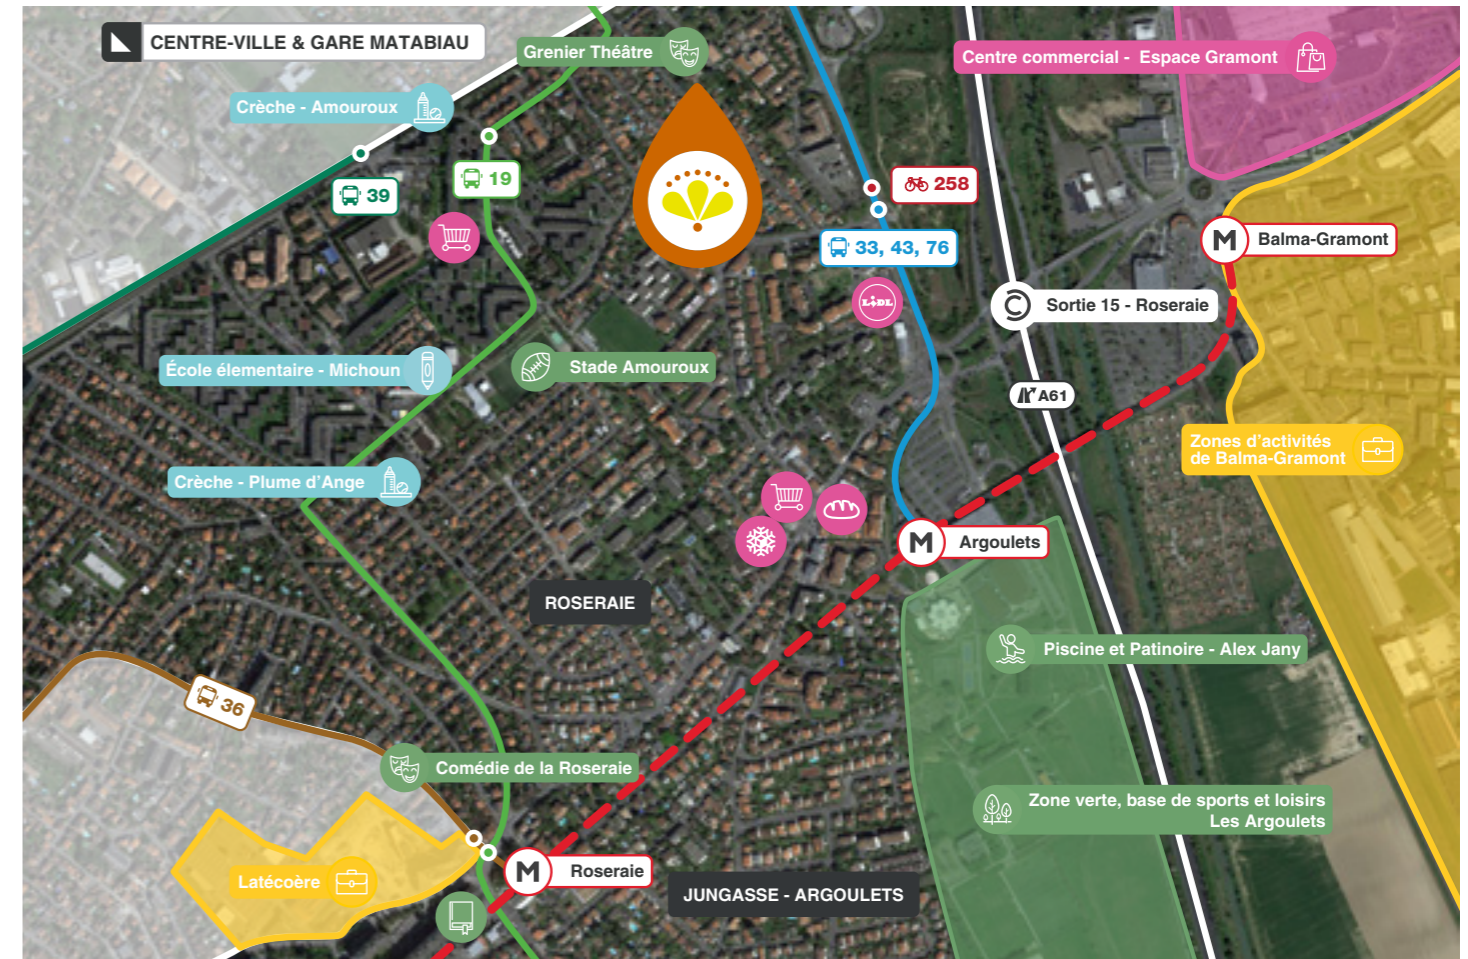 CENTRE-VILLE & GARE MATABIAU
Grenier Théâtre
Centre commercial - Espace Gramont
Crèche - Amouroux
39
19
258
33, 43, 76
M
Balma-Gramont
LIDL
Sortie 15 - Roseraie
École élementaire - Michoun
Stade Amouroux
A61
Zones d'activités
de Balma-Gramont
Crèche - Plume d'Ange
M
Argoulets
ROSERAIE
Piscine et Patinoire - Alex Jany
36
Comédie de la Roseraie
Zone verte, base de sports et loisirs
Les Argoulets
Latécoère
M
Roseraie
JUNGASSE - ARGOULETS